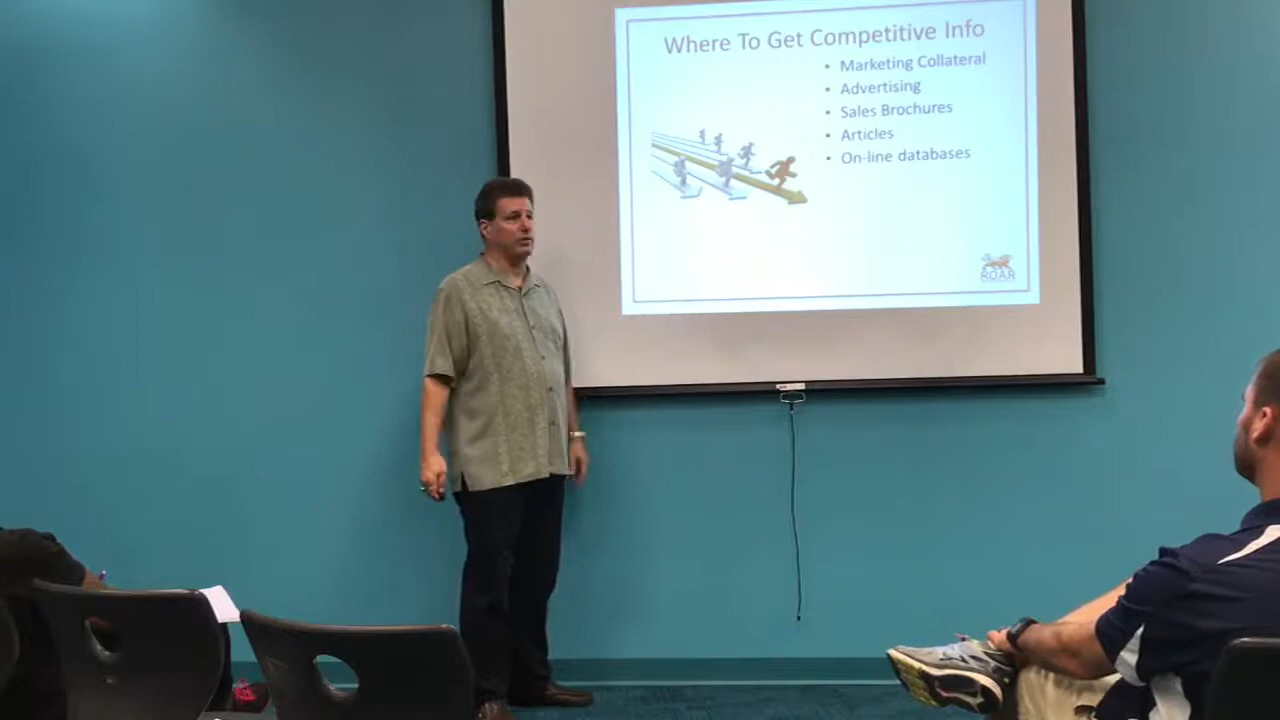 Where To Get Competitive Info
• Marketing Collateral
• Advertising
• Sales Brochures
• Articles
• On-line databases
ROAR